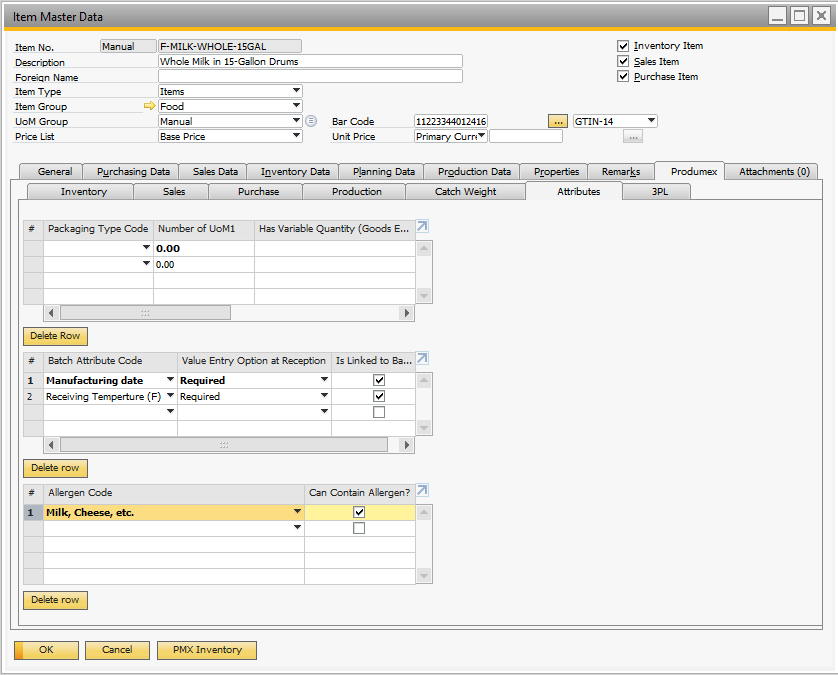 Item Master Data
Item No. Manual F-MILK-WHOLE-15GAL Inventory Item
Description Whole Milk in 15-Gallon Drums Sales Item
Foreign Name Purchase Item
Item Type Items
Item Group Food
UoM Group Manual Bar Code 11223344012416 ... GTIN-14
Price List Base Price Unit Price Primary Curre ...
General Purchasing Data Sales Data Inventory Data Planning Data Production Data Properties Remarks Produmex Attachments (0)
Inventory Sales Purchase Production Catch Weight Attributes 3PL
# Packaging Type Code Number of UoM1 Has Variable Quantity (Goods E...
0.00
0.00
Delete Row
# Batch Attribute Code Value Entry Option at Reception Is Linked to Ba...
1 Manufacturing date Required
2 Receiving Temperture (F) Required
Delete row
# Allergen Code Can Contain Allergen?
1 Milk, Cheese, etc.
Delete row
OK Cancel PMX Inventory